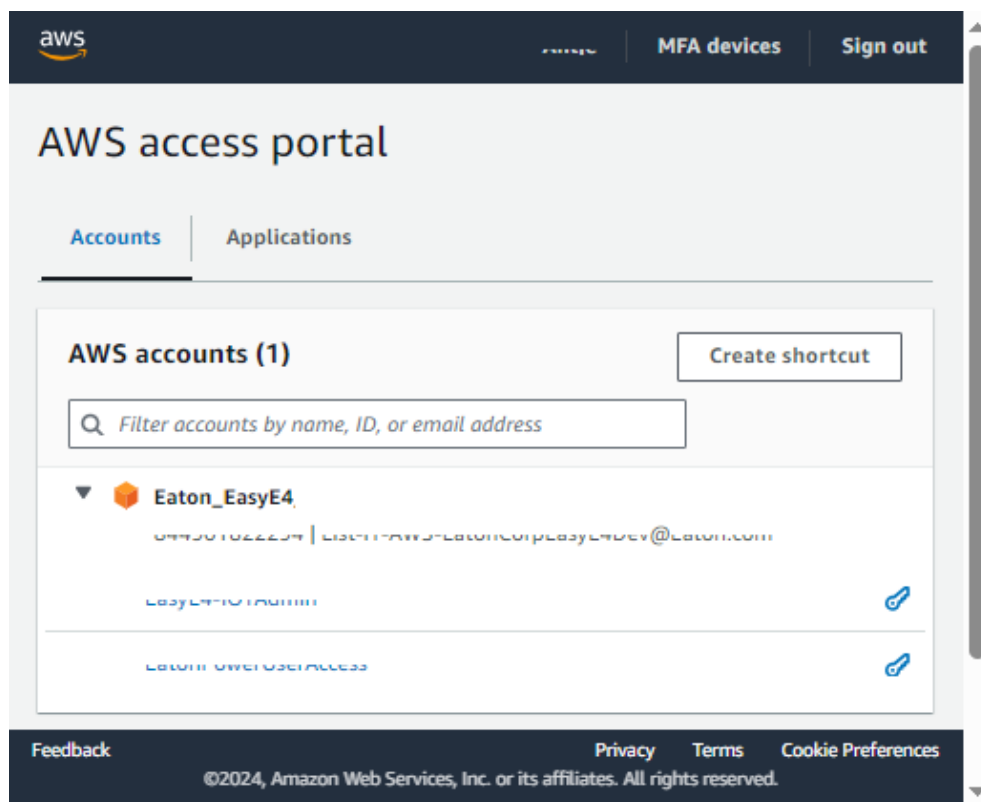 aws MFA devices Sign out
AWS access portal
Accounts Applications
AWS accounts (1) Create shortcut
Filter accounts by name, ID, or email address
Eaton_EasyE4
EatonPowerUserAccess
Feedback Privacy Terms Cookie Preferences
©2024, Amazon Web Services, Inc. or its affiliates. All rights reserved.